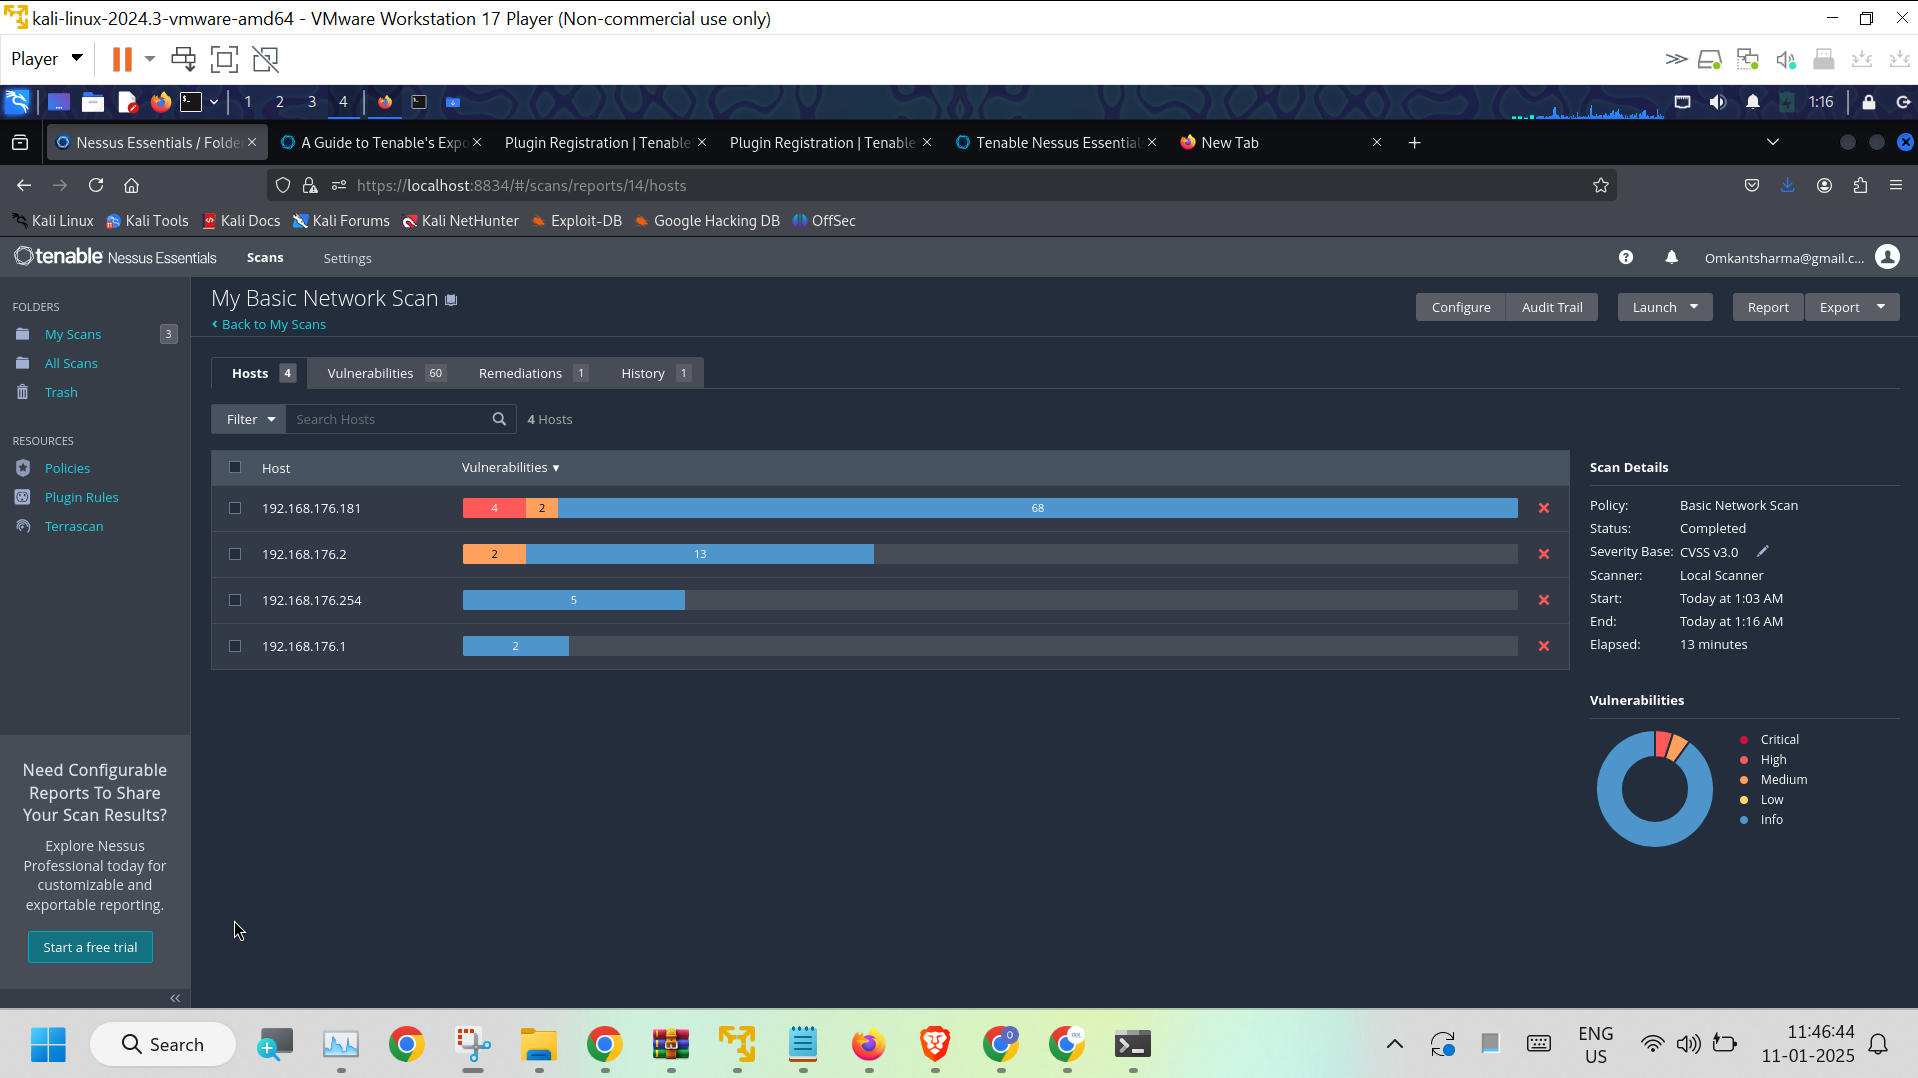 kali-linux-2024.3-vmware-amd64 - VMware Workstation 17 Player (Non-commercial use only)
Player
1 2 3 4 1:16
Nessus Essentials / Folde A Guide to Tenable's Expo Plugin Registration | Tenable Plugin Registration | Tenable Tenable Nessus Essential New Tab
https://localhost:8834/#/scans/reports/14/hosts
Kali Linux Kali Tools Kali Docs Kali Forums Kali NetHunter Exploit-DB Google Hacking DB OffSec
tenable Nessus Essentials Scans Settings Omkantsharma@gmail.c...
FOLDERS
My Scans 3
All Scans
Trash
RESOURCES
Policies
Plugin Rules
Terrascan
Need Configurable
Reports To Share
Your Scan Results?
Explore Nessus
Professional today for
customizable and
exportable reporting.
Start a free trial
My Basic Network Scan
Back to My Scans
Configure Audit Trail Launch Report Export
Hosts 4 Vulnerabilities 60 Remediations 1 History 1
Filter Search Hosts 4 Hosts
Host Vulnerabilities
192.168.176.181 4 2 68
192.168.176.2 2 13
192.168.176.254 5
192.168.176.1 2
Scan Details
Policy: Basic Network Scan
Status: Completed
Severity Base: CVSS v3.0
Scanner: Local Scanner
Start: Today at 1:03 AM
End: Today at 1:16 AM
Elapsed: 13 minutes
Vulnerabilities
Critical
High
Medium
Low
Info
Search
ENG
US
11:46:44
11-01-2025